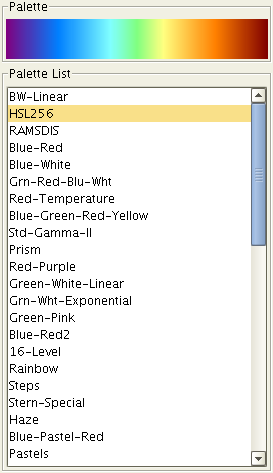 Palette
Palette List
BW-Linear
HSL256
RAMSDIS
Blue-Red
Blue-White
Grn-Red-Blu-Wht
Red-Temperature
Blue-Green-Red-Yellow
Std-Gamma-II
Prism
Red-Purple
Green-White-Linear
Grn-Wht-Exponential
Green-Pink
Blue-Red2
16-Level
Rainbow
Steps
Stern-Special
Haze
Blue-Pastel-Red
Pastels